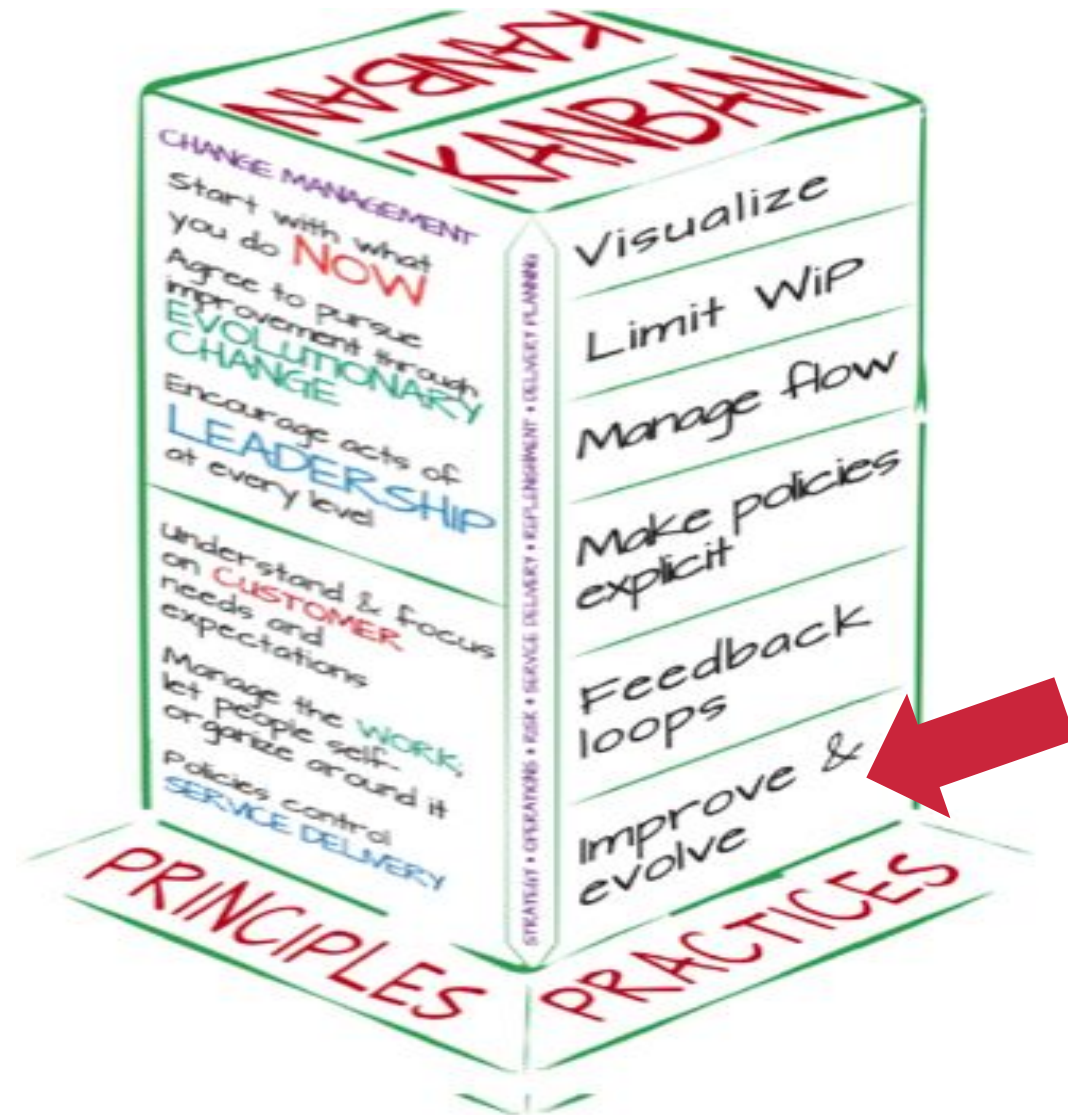 KANBAN
KANBAN
CHANGE MANAGEMENT
Start with what
you do NOW
Agree to pursue
improvement through
EVOLUTIONARY
CHANGE
Encourage acts of
LEADERSHIP
at every level
Understand & focus
on CUSTOMER
needs and
expectations
Manage the WORK;
let people self-
organize around it
Policies control
SERVICE DELIVERY
STRATEGY • OPERATIONS • RISK • SERVICE DELIVERY • REPLENISHMENT • DELIVERY PLANNING
Visualize
Limit WiP
Manage flow
Make policies
explicit
Feedback
loops
Improve &
evolve
PRINCIPLES
PRACTICES